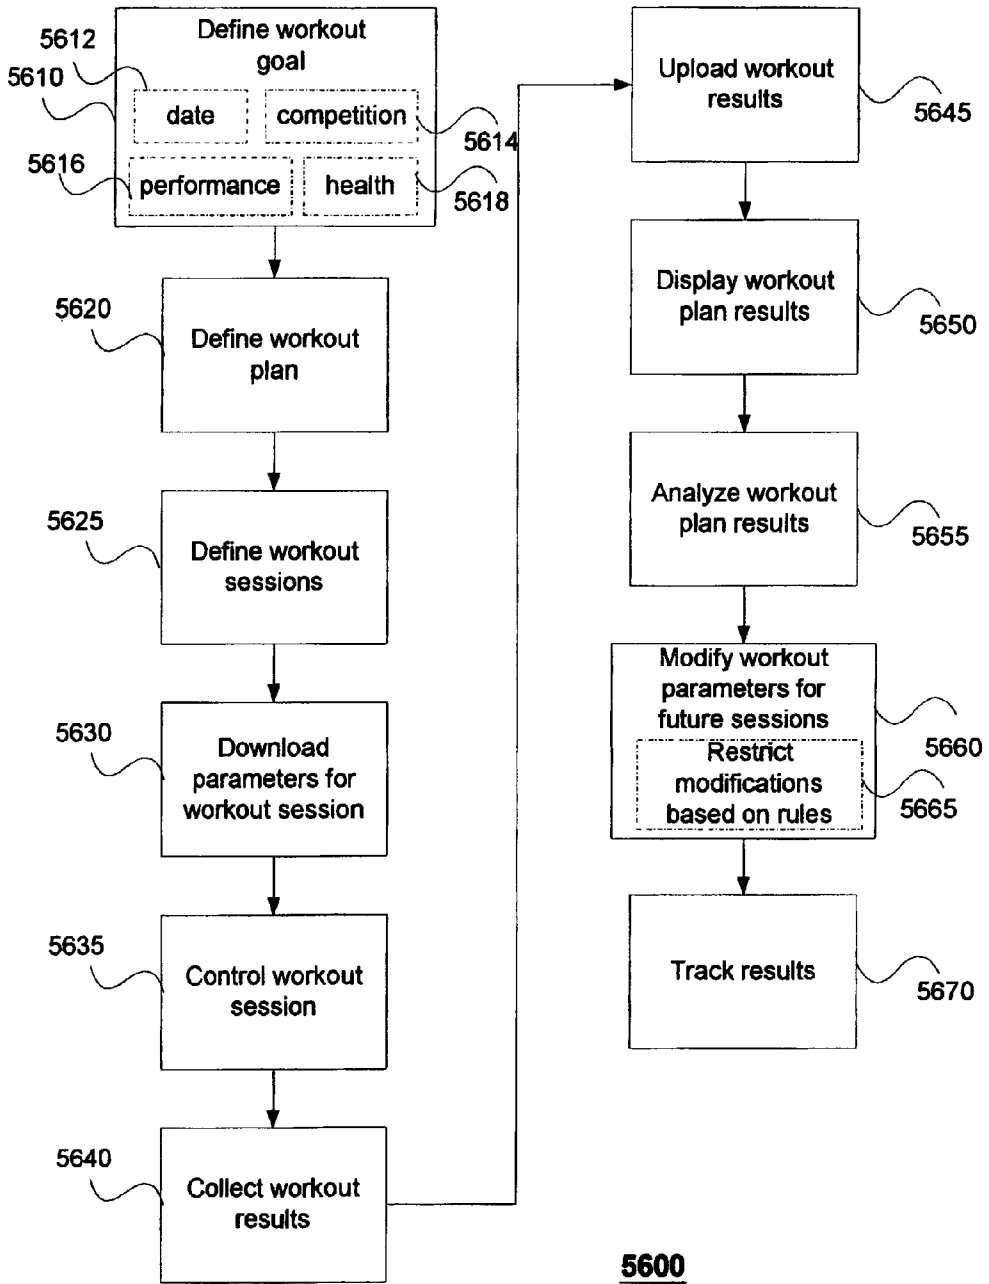 Define workout
goal
5612
5610
date
competition
5614
5616
performance
health
5618
5620
Define workout
plan
5625
Define workout
sessions
5630
Download
parameters for
workout session
5635
Control workout
session
5640
Collect workout
results
Upload workout
results
5645
Display workout
plan results
5650
Analyze workout
plan results
5655
Modify workout
parameters for
future sessions
5660
Restrict
modifications
based on rules
5665
Track results
5670
5600